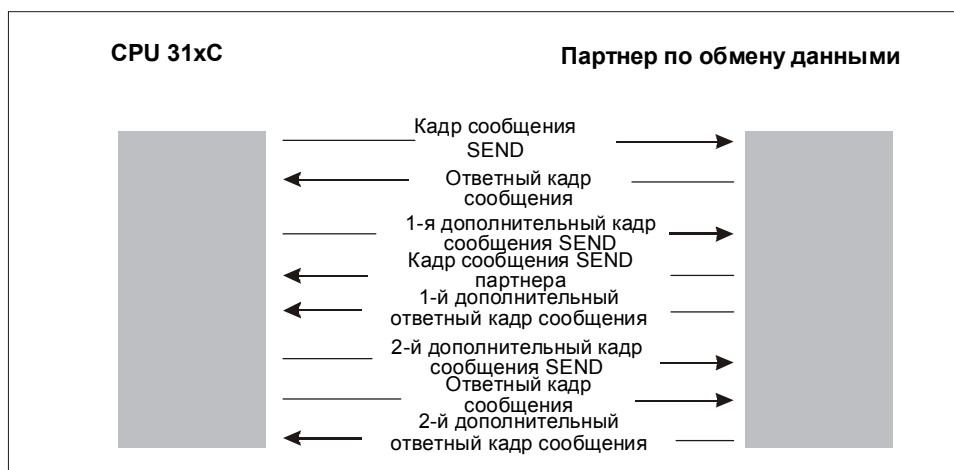 CPU 31xC
Партнер по обмену данными
Кадр сообщения
SEND
Ответный кадр
сообщения
1-я дополнительный кадр
сообщения SEND
Кадр сообщения SEND
партнера
1-й дополнительный
ответный кадр сообщения
2-й дополнительный кадр
сообщения SEND
Ответный кадр
сообщения
2-й дополнительный
ответный кадр сообщения